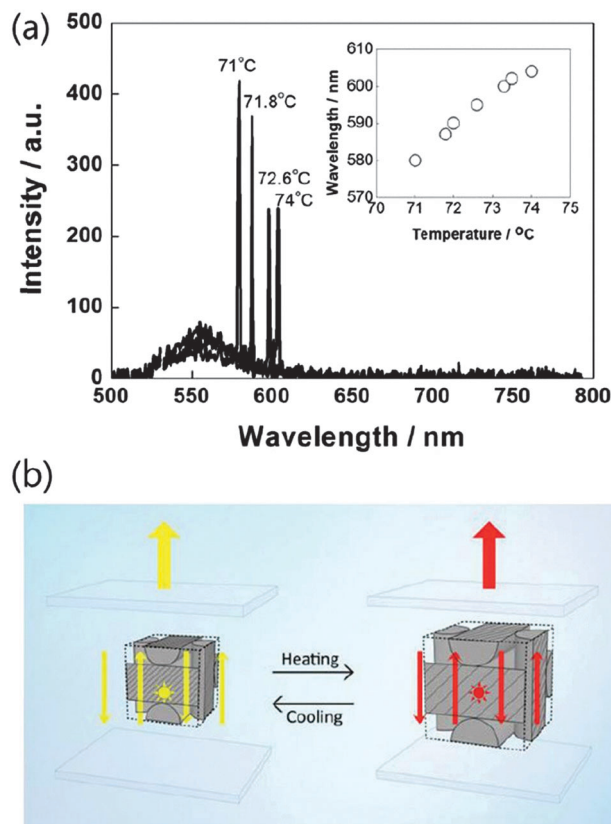 (a)
500
400
300
200
100
0
Intensity / a.u.
71°C
71.8°C
72.6°C
74°C
610
600
590
580
570
Wavelength / nm
70 71 72 73 74 75
Temperature / °C
500 550 600 650 700 750 800
Wavelength / nm
(b)
Heating
Cooling